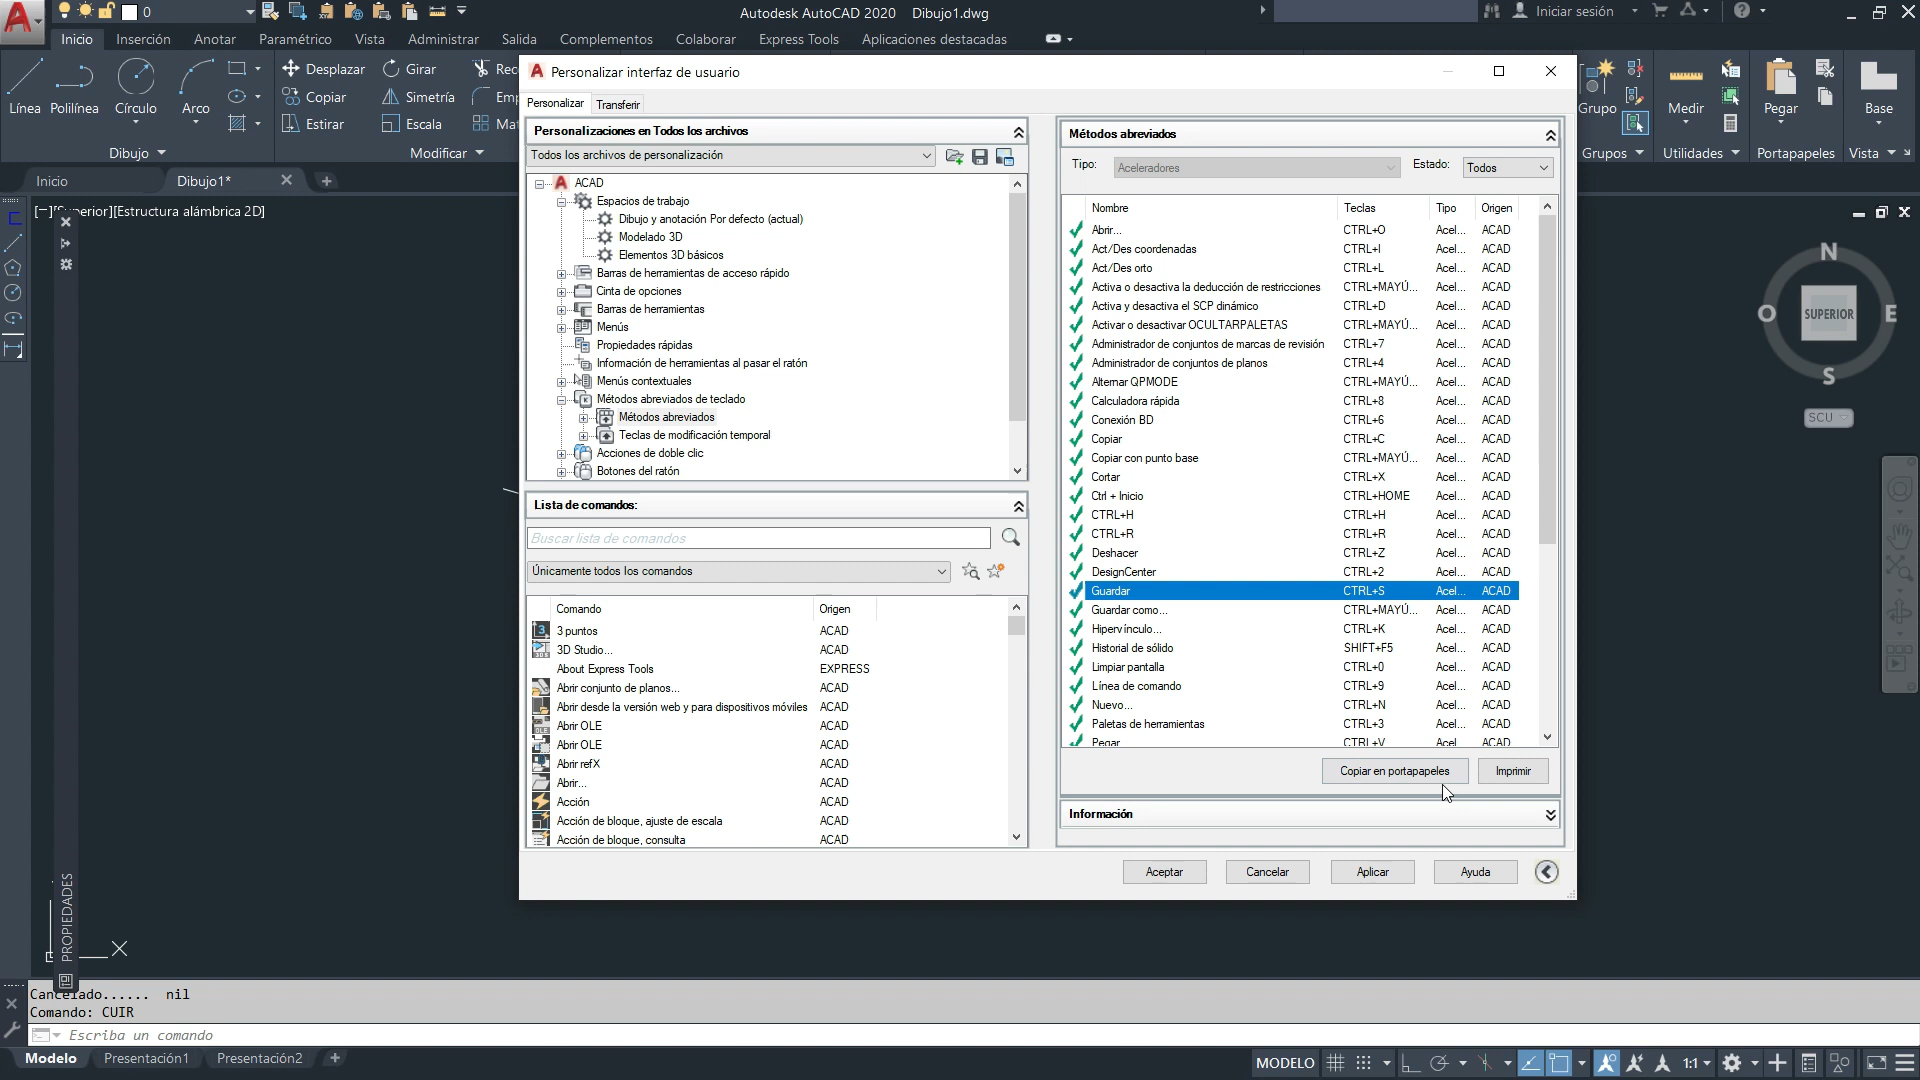 0
Autodesk AutoCAD 2020 Dibujo1.dwg
Iniciar sesión
Inicio Inserción Anotar Paramétrico Vista Administrar Salida Complementos Colaborar Express Tools Aplicaciones destacadas
Línea Polilínea Círculo Arco
Desplazar Girar
Copiar Simetría
Estirar Escala
Dibujo Modificar
Grupo Medir Pegar Base
Grupos Utilidades Portapapeles Vista
Inicio Dibujo1*
[Estructura alámbrica 2D]
Personalizar interfaz de usuario
Personalizar Transferir
Personalizaciones en Todos los archivos
Todos los archivos de personalización
ACAD
Espacios de trabajo
Dibujo y anotación Por defecto (actual)
Modelado 3D
Elementos 3D básicos
Barras de herramientas de acceso rápido
Cinta de opciones
Barras de herramientas
Menús
Propiedades rápidas
Información de herramientas al pasar el ratón
Menús contextuales
Métodos abreviados de teclado
Métodos abreviados
Teclas de modificación temporal
Acciones de doble clic
Botones del ratón
Lista de comandos:
Buscar lista de comandos
Únicamente todos los comandos
Comando Origen
3 puntos ACAD
3D Studio... ACAD
About Express Tools EXPRESS
Abrir conjunto de planos... ACAD
Abrir desde la versión web y para dispositivos móviles ACAD
Abrir OLE ACAD
Abrir OLE ACAD
Abrir refX ACAD
Abrir... ACAD
Acción ACAD
Acción de bloque, ajuste de escala ACAD
Acción de bloque, consulta ACAD
Métodos abreviados
Tipo: Aceleradores Estado: Todos
Nombre Teclas Tipo Origen
Abrir... CTRL+O Acel... ACAD
Act/Des coordenadas CTRL+I Acel... ACAD
Act/Des orto CTRL+L Acel... ACAD
Activa o desactiva la deducción de restricciones CTRL+MAYÚ... Acel... ACAD
Activa y desactiva el SCP dinámico CTRL+D Acel... ACAD
Activar o desactivar OCULTARPALETAS CTRL+MAYÚ... Acel... ACAD
Administrador de conjuntos de marcas de revisión CTRL+7 Acel... ACAD
Administrador de conjuntos de planos CTRL+4 Acel... ACAD
Alternar QPMODE CTRL+MAYÚ... Acel... ACAD
Calculadora rápida CTRL+8 Acel... ACAD
Conexión BD CTRL+6 Acel... ACAD
Copiar CTRL+C Acel... ACAD
Copiar con punto base CTRL+MAYÚ... Acel... ACAD
Cortar CTRL+X Acel... ACAD
Ctrl + Inicio CTRL+HOME Acel... ACAD
CTRL+H CTRL+H Acel... ACAD
CTRL+R CTRL+R Acel... ACAD
Deshacer CTRL+Z Acel... ACAD
DesignCenter CTRL+2 Acel... ACAD
Guardar CTRL+S Acel... ACAD
Guardar como... CTRL+MAYÚ... Acel... ACAD
Hipervínculo... CTRL+K Acel... ACAD
Historial de sólido SHIFT+F5 Acel... ACAD
Limpiar pantalla CTRL+0 Acel... ACAD
Línea de comando CTRL+9 Acel... ACAD
Nuevo... CTRL+N Acel... ACAD
Paletas de herramientas CTRL+3 Acel... ACAD
Pegar CTRL+V Acel ACAD
Copiar en portapapeles Imprimir
Información
Aceptar Cancelar Aplicar Ayuda
N
O SUPERIOR E
S
SCU
PROPIEDADES
X
Cancelado...... nil
Comando: CUIR
Escriba un comando
Modelo Presentación1 Presentación2
MODELO 1:1